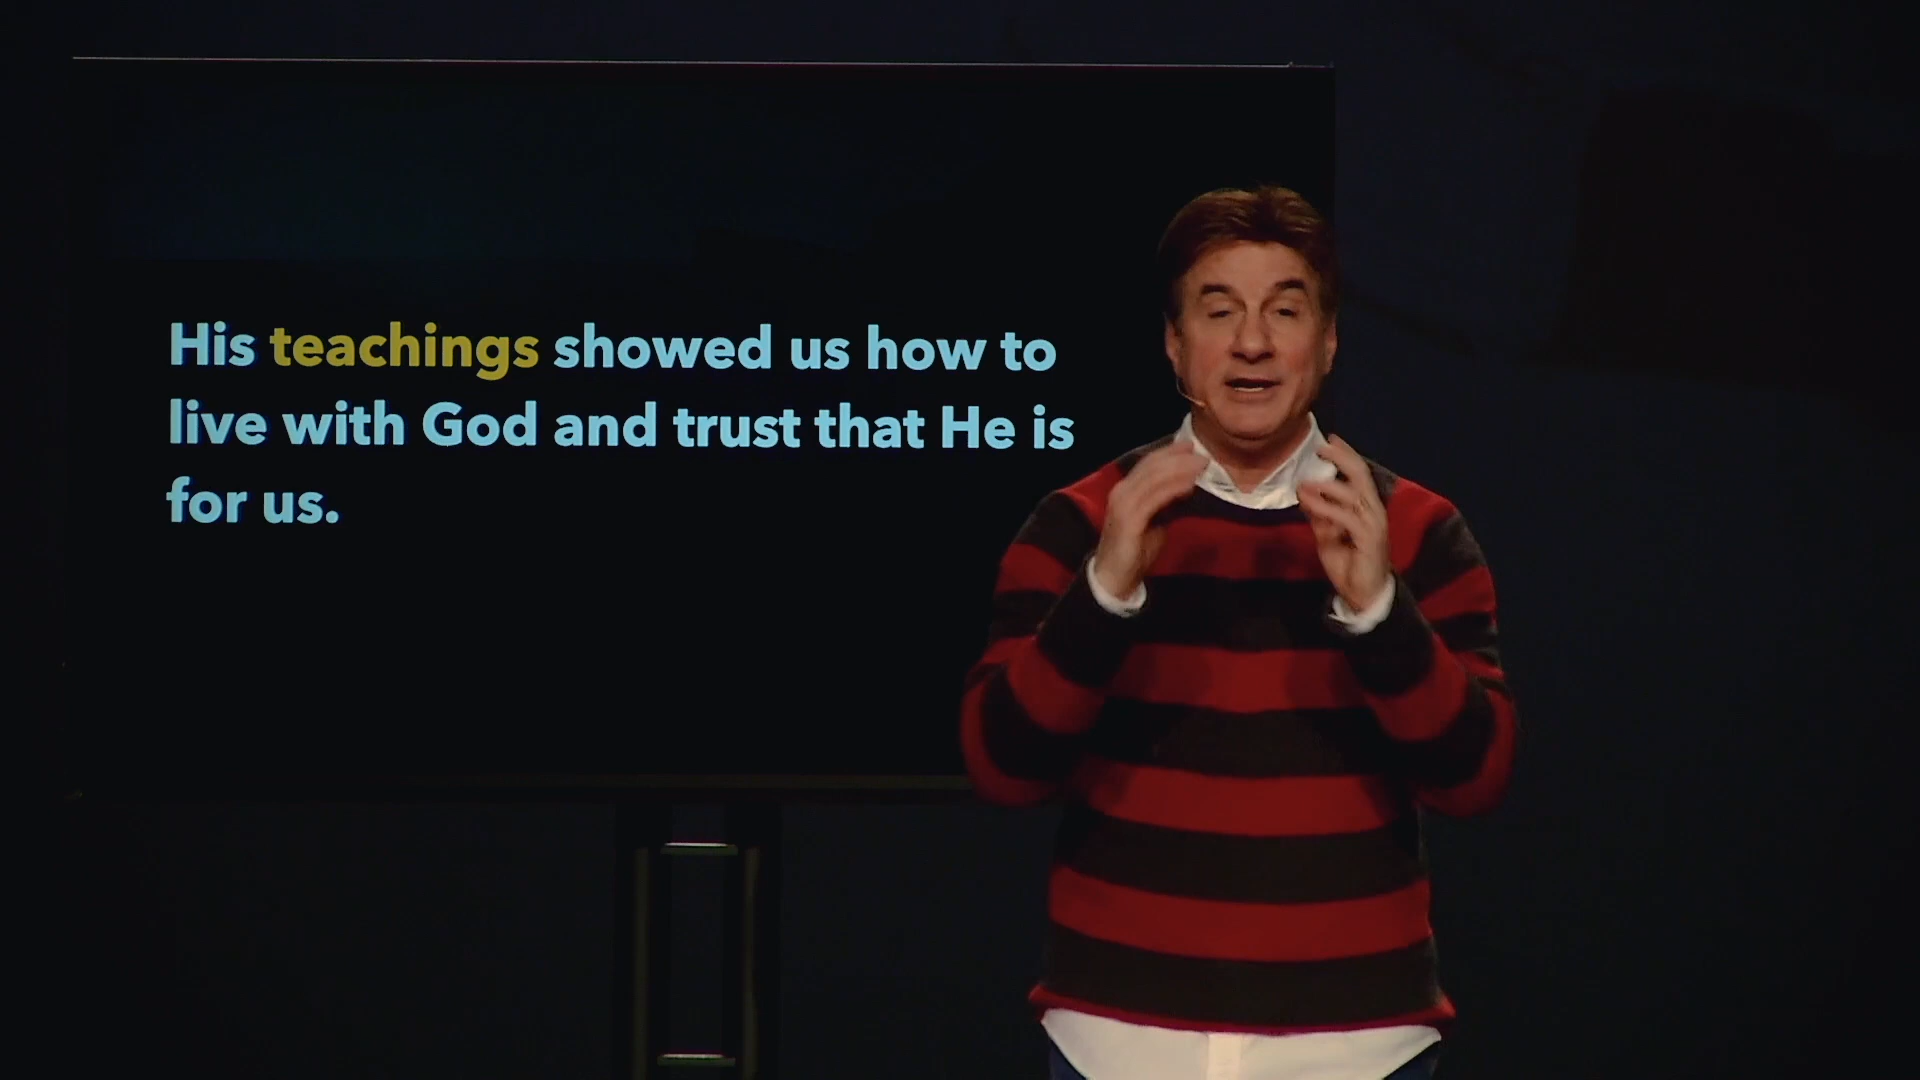 His teachings showed us how to
live with God and trust that He is
for us.